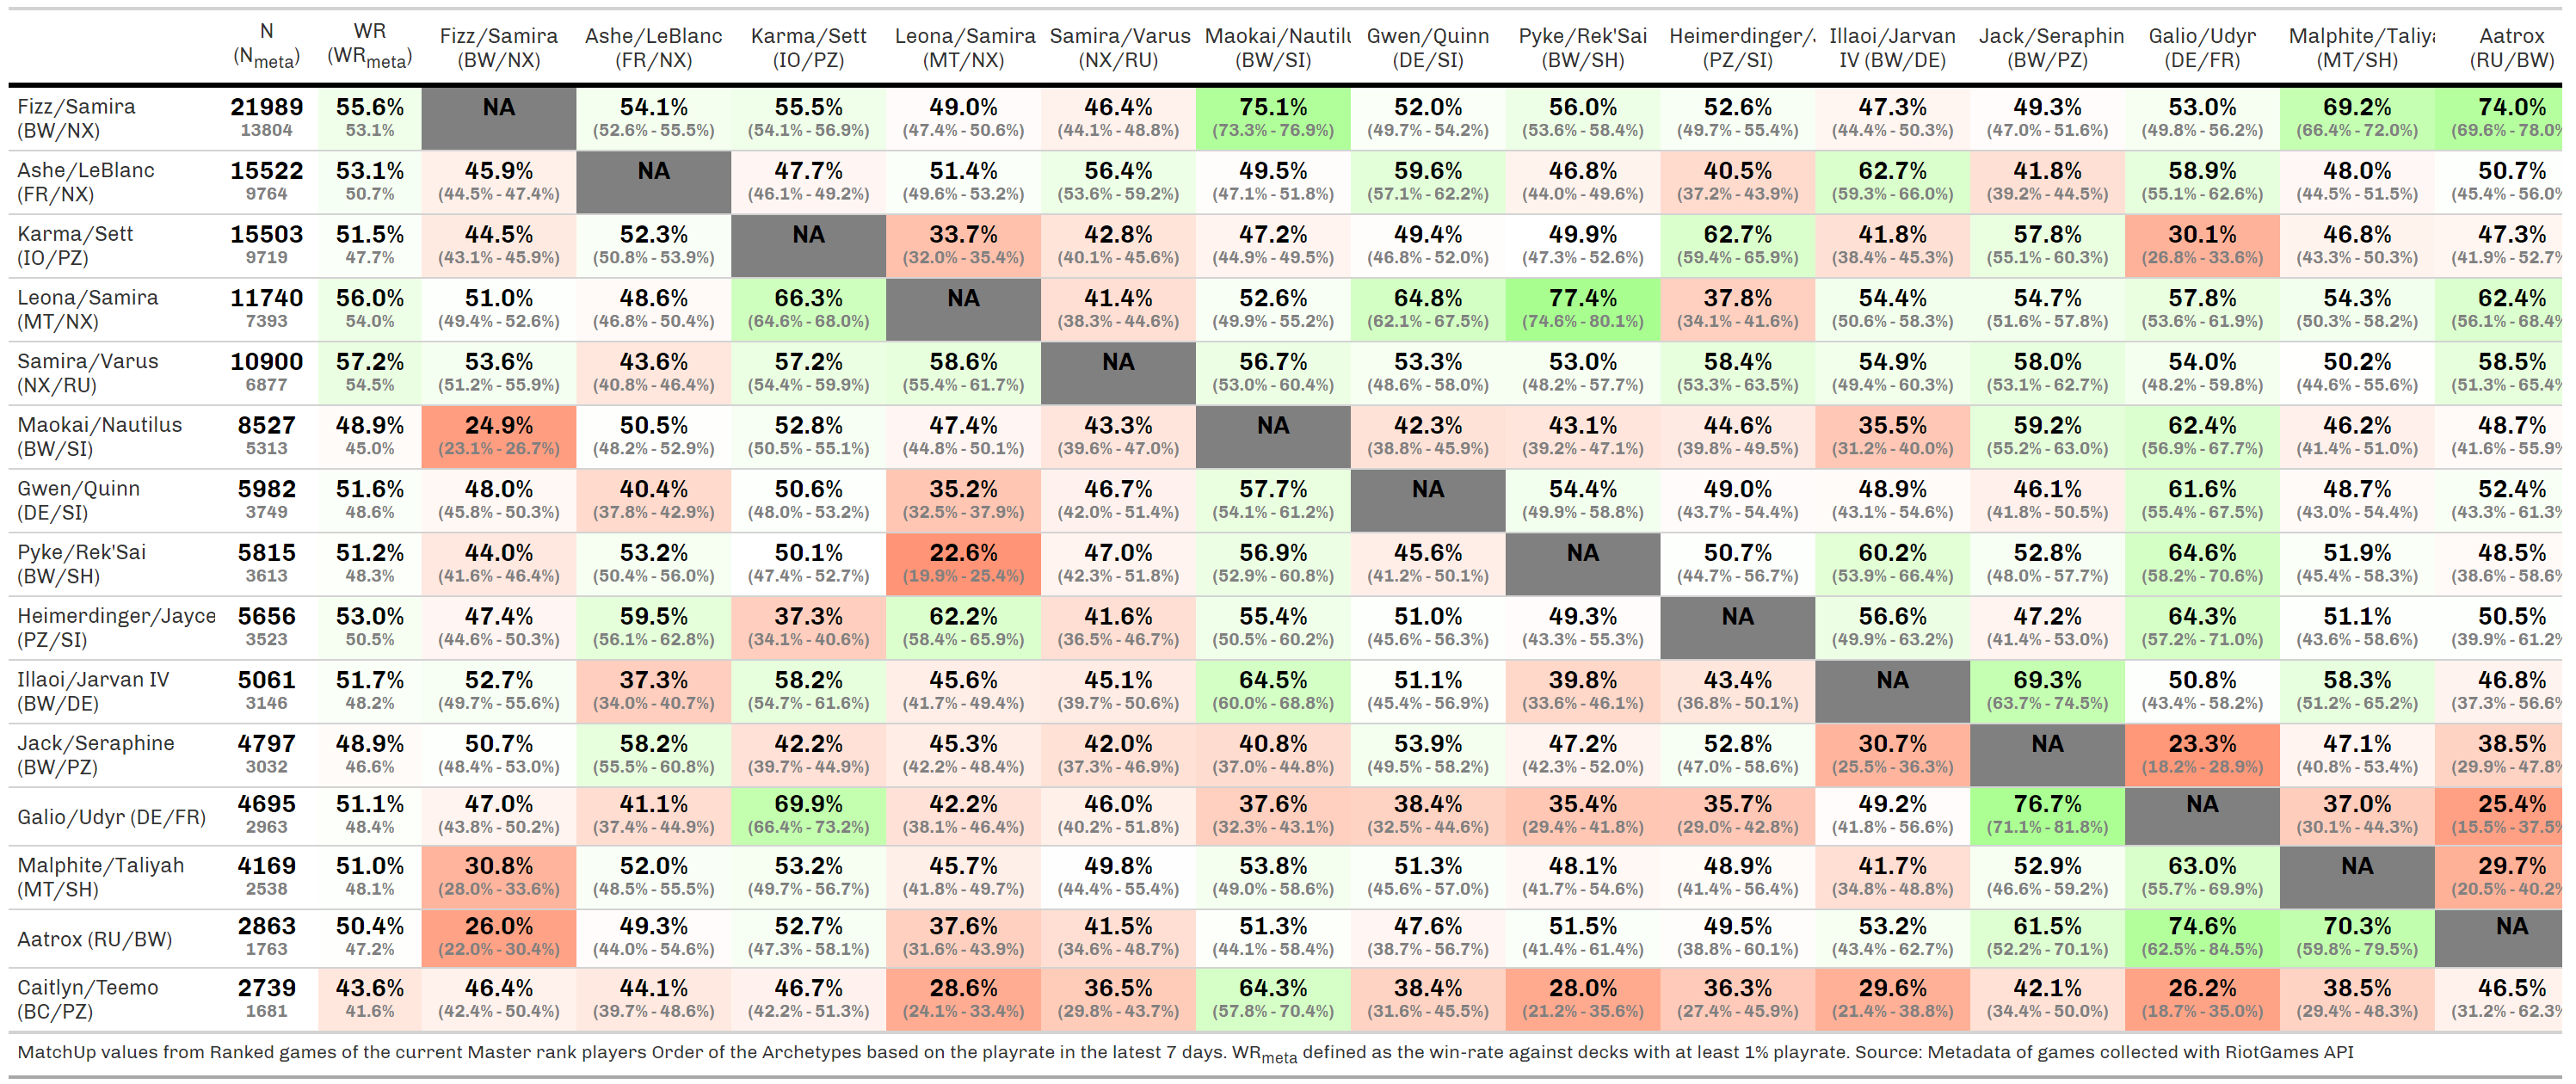 N WR Fizz/Samira Ashe/LeBlanc Karma/Sett Leona/Samira Samira/Varus Maokai/Nautilu Gwen/Quinn Pyke/Rek'Sai Heimerdinger/J Illaoi/Jarvan Jack/Seraphin Galio/Udyr Malphite/Taliya Aatrox
(Nmeta) (WRmeta) (BW/NX) (FR/NX) (IO/PZ) (MT/NX) (NX/RU) (BW/SI) (DE/SI) (BW/SH) (PZ/SI) IV (BW/DE) (BW/PZ) (DE/FR) (MT/SH) (RU/BW)
Fizz/Samira 21989 55.6% NA 54.1% 55.5% 49.0% 46.4% 75.1% 52.0% 56.0% 52.6% 47.3% 49.3% 53.0% 69.2% 74.0%
(BW/NX) 13804 53.1% (52.6% - 55.5%) (54.1% - 56.9%) (47.4% - 50.6%) (44.1% - 48.8%) (73.3% - 76.9%) (49.7% - 54.2%) (53.6% - 58.4%) (49.7% - 55.4%) (44.4% - 50.3%) (47.0% - 51.6%) (49.8% - 56.2%) (66.4% - 72.0%) (69.6% - 78.0%
Ashe/LeBlanc 15522 53.1% 45.9% NA 47.7% 51.4% 56.4% 49.5% 59.6% 46.8% 40.5% 62.7% 41.8% 58.9% 48.0% 50.7%
(FR/NX) 9764 50.7% (44.5% - 47.4%) (46.1% - 49.2%) (49.6% - 53.2%) (53.6% - 59.2%) (47.1% - 51.8%) (57.1% - 62.2%) (44.0% - 49.6%) (37.2% - 43.9%) (59.3% - 66.0%) (39.2% - 44.5%) (55.1% - 62.6%) (44.5% - 51.5%) (45.4% - 56.0%
Karma/Sett 15503 51.5% 44.5% 52.3% NA 33.7% 42.8% 47.2% 49.4% 49.9% 62.7% 41.8% 57.8% 30.1% 46.8% 47.3%
(IO/PZ) 9719 47.7% (43.1% - 45.9%) (50.8% - 53.9%) (32.0% - 35.4%) (40.1% - 45.6%) (44.9% - 49.5%) (46.8% - 52.0%) (47.3% - 52.6%) (59.4% - 65.9%) (38.4% - 45.3%) (55.1% - 60.3%) (26.8% - 33.6%) (43.3% - 50.3%) (41.9% - 52.7%
Leona/Samira 11740 56.0% 51.0% 48.6% 66.3% NA 41.4% 52.6% 64.8% 77.4% 37.8% 54.4% 54.7% 57.8% 54.3% 62.4%
(MT/NX) 7393 54.0% (49.4% - 52.6%) (46.8% - 50.4%) (64.6% - 68.0%) (38.3% - 44.6%) (49.9% - 55.2%) (62.1% - 67.5%) (74.6% - 80.1%) (34.1% - 41.6%) (50.6% - 58.3%) (51.6% - 57.8%) (53.6% - 61.9%) (50.3% - 58.2%) (56.1% - 68.4%
Samira/Varus 10900 57.2% 53.6% 43.6% 57.2% 58.6% NA 56.7% 53.3% 53.0% 58.4% 54.9% 58.0% 54.0% 50.2% 58.5%
(NX/RU) 6877 54.5% (51.2% - 55.9%) (40.8% - 46.4%) (54.4% - 59.9%) (55.4% - 61.7%) (53.0% - 60.4%) (48.6% - 58.0%) (48.2% - 57.7%) (53.3% - 63.5%) (49.4% - 60.3%) (53.1% - 62.7%) (48.2% - 59.8%) (44.6% - 55.6%) (51.3% - 65.4%
Maokai/Nautilus 8527 48.9% 24.9% 50.5% 52.8% 47.4% 43.3% NA 42.3% 43.1% 44.6% 35.5% 59.2% 62.4% 46.2% 48.7%
(BW/SI) 5313 45.0% (23.1% - 26.7%) (48.2% - 52.9%) (50.5% - 55.1%) (44.8% - 50.1%) (39.6% - 47.0%) (38.8% - 45.9%) (39.2% - 47.1%) (39.8% - 49.5%) (31.2% - 40.0%) (55.2% - 63.0%) (56.9% - 67.7%) (41.4% - 51.0%) (41.6% - 55.9%
Gwen/Quinn 5982 51.6% 48.0% 40.4% 50.6% 35.2% 46.7% 57.7% NA 54.4% 49.0% 48.9% 46.1% 61.6% 48.7% 52.4%
(DE/SI) 3749 48.6% (45.8% - 50.3%) (37.8% - 42.9%) (48.0% - 53.2%) (32.5% - 37.9%) (42.0% - 51.4%) (54.1% - 61.2%) (49.9% - 58.8%) (43.7% - 54.4%) (43.1% - 54.6%) (41.8% - 50.5%) (55.4% - 67.5%) (43.0% - 54.4%) (43.3% - 61.3%
Pyke/Rek'Sai 5815 51.2% 44.0% 53.2% 50.1% 22.6% 47.0% 56.9% 45.6% NA 50.7% 60.2% 52.8% 64.6% 51.9% 48.5%
(BW/SH) 3613 48.3% (41.6% - 46.4%) (50.4% - 56.0%) (47.4% - 52.7%) (19.9% - 25.4%) (42.3% - 51.8%) (52.9% - 60.8%) (41.2% - 50.1%) (44.7% - 56.7%) (53.9% - 66.4%) (48.0% - 57.7%) (58.2% - 70.6%) (45.4% - 58.3%) (38.6% - 58.6%
Heimerdinger/Jayce 5656 53.0% 47.4% 59.5% 37.3% 62.2% 41.6% 55.4% 51.0% 49.3% NA 56.6% 47.2% 64.3% 51.1% 50.5%
(PZ/SI) 3523 50.5% (44.6% - 50.3%) (56.1% - 62.8%) (34.1% - 40.6%) (58.4% - 65.9%) (36.5% - 46.7%) (50.5% - 60.2%) (45.6% - 56.3%) (43.3% - 55.3%) (49.9% - 63.2%) (41.4% - 53.0%) (57.2% - 71.0%) (43.6% - 58.6%) (39.9% - 61.2%
Illaoi/Jarvan IV 5061 51.7% 52.7% 37.3% 58.2% 45.6% 45.1% 64.5% 51.1% 39.8% 43.4% NA 69.3% 50.8% 58.3% 46.8%
(BW/DE) 3146 48.2% (49.7% - 55.6%) (34.0% - 40.7%) (54.7% - 61.6%) (41.7% - 49.4%) (39.7% - 50.6%) (60.0% - 68.8%) (45.4% - 56.9%) (33.6% - 46.1%) (36.8% - 50.1%) (63.7% - 74.5%) (43.4% - 58.2%) (51.2% - 65.2%) (37.3% - 56.6%
Jack/Seraphine 4797 48.9% 50.7% 58.2% 42.2% 45.3% 42.0% 40.8% 53.9% 47.2% 52.8% 30.7% NA 23.3% 47.1% 38.5%
(BW/PZ) 3032 46.6% (48.4% - 53.0%) (55.5% - 60.8%) (39.7% - 44.9%) (42.2% - 48.4%) (37.3% - 46.9%) (37.0% - 44.8%) (49.5% - 58.2%) (42.3% - 52.0%) (47.0% - 58.6%) (25.5% - 36.3%) (18.2% - 28.9%) (40.8% - 53.4%) (29.9% - 47.8%
Galio/Udyr (DE/FR) 4695 51.1% 47.0% 41.1% 69.9% 42.2% 46.0% 37.6% 38.4% 35.4% 35.7% 49.2% 76.7% NA 37.0% 25.4%
2963 48.4% (43.8% - 50.2%) (37.4% - 44.9%) (66.4% - 73.2%) (38.1% - 46.4%) (40.2% - 51.8%) (32.3% - 43.1%) (32.5% - 44.6%) (29.4% - 41.8%) (29.0% - 42.8%) (41.8% - 56.6%) (71.1% - 81.8%) (30.1% - 44.3%) (15.5% - 37.5%
Malphite/Taliyah 4169 51.0% 30.8% 52.0% 53.2% 45.7% 49.8% 53.8% 51.3% 48.1% 48.9% 41.7% 52.9% 63.0% NA 29.7%
(MT/SH) 2538 48.1% (28.0% - 33.6%) (48.5% - 55.5%) (49.7% - 56.7%) (41.8% - 49.7%) (44.4% - 55.4%) (49.0% - 58.6%) (45.6% - 57.0%) (41.7% - 54.6%) (41.4% - 56.4%) (34.8% - 48.8%) (46.6% - 59.2%) (55.7% - 69.9%) (20.5% - 40.2%
Aatrox (RU/BW) 2863 50.4% 26.0% 49.3% 52.7% 37.6% 41.5% 51.3% 47.6% 51.5% 49.5% 53.2% 61.5% 74.6% 70.3% NA
1763 47.2% (22.0% - 30.4%) (44.0% - 54.6%) (47.3% - 58.1%) (31.6% - 43.9%) (34.6% - 48.7%) (44.1% - 58.4%) (38.7% - 56.7%) (41.4% - 61.4%) (38.8% - 60.1%) (43.4% - 62.7%) (52.2% - 70.1%) (62.5% - 84.5%) (59.8% - 79.5%)
Caitlyn/Teemo 2739 43.6% 46.4% 44.1% 46.7% 28.6% 36.5% 64.3% 38.4% 28.0% 36.3% 29.6% 42.1% 26.2% 38.5% 46.5%
(BC/PZ) 1681 41.6% (42.4% - 50.4%) (39.7% - 48.6%) (42.2% - 51.3%) (24.1% - 33.4%) (29.8% - 43.7%) (57.8% - 70.4%) (31.6% - 45.5%) (21.2% - 35.6%) (27.4% - 45.9%) (21.4% - 38.8%) (34.4% - 50.0%) (18.7% - 35.0%) (29.4% - 48.3%) (31.2% - 62.3%
MatchUp values from Ranked games of the current Master rank players Order of the Archetypes based on the playrate in the latest 7 days. WRmeta defined as the win-rate against decks with at least 1% playrate. Source: Metadata of games collected with RiotGames API